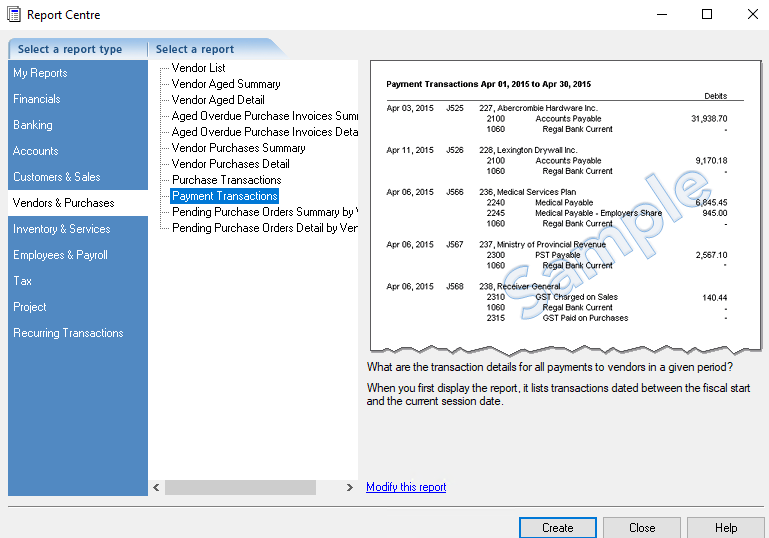 Report Centre
Select a report type
Select a report
My Reports
Financials
Banking
Accounts
Customers & Sales
Vendors & Purchases
Inventory & Services
Employees & Payroll
Tax
Project
Recurring Transactions
Vendor List
Vendor Aged Summary
Vendor Aged Detail
Aged Overdue Purchase Invoices Sum
Aged Overdue Purchase Invoices Deta
Vendor Purchases Summary
Vendor Purchases Detail
Purchase Transactions
Payment Transactions
Pending Purchase Orders Summary by V
Pending Purchase Orders Detail by Ven
Payment Transactions Apr 01, 2015 to Apr 30, 2015
Debits
Apr 03, 2015 J525 227, Abercrombie Hardware Inc.
2100 Accounts Payable 31,938.70
1060 Regal Bank Current -
Apr 11, 2015 J526 228, Lexington Drywall Inc.
2100 Accounts Payable 9,170.18
1060 Regal Bank Current -
Apr 06, 2015 J566 236, Medical Services Plan
2240 Medical Payable 6,845.45
2245 Medical Payable - Employer's Share 945.00
1060 Regal Bank Current -
Apr 06, 2015 J567 237, Ministry of Provincial Revenue
2300 PST Payable 2,567.10
1060 Regal Bank Current -
Apr 06, 2015 J568 238, Receiver General
2310 GST Charged on Sales 140.44
1060 Regal Bank Current -
2315 GST Paid on Purchases -
Sample
What are the transaction details for all payments to vendors in a given period?
When you first display the report, it lists transactions dated between the fiscal start
and the current session date.
Modify this report
Create
Close
Help